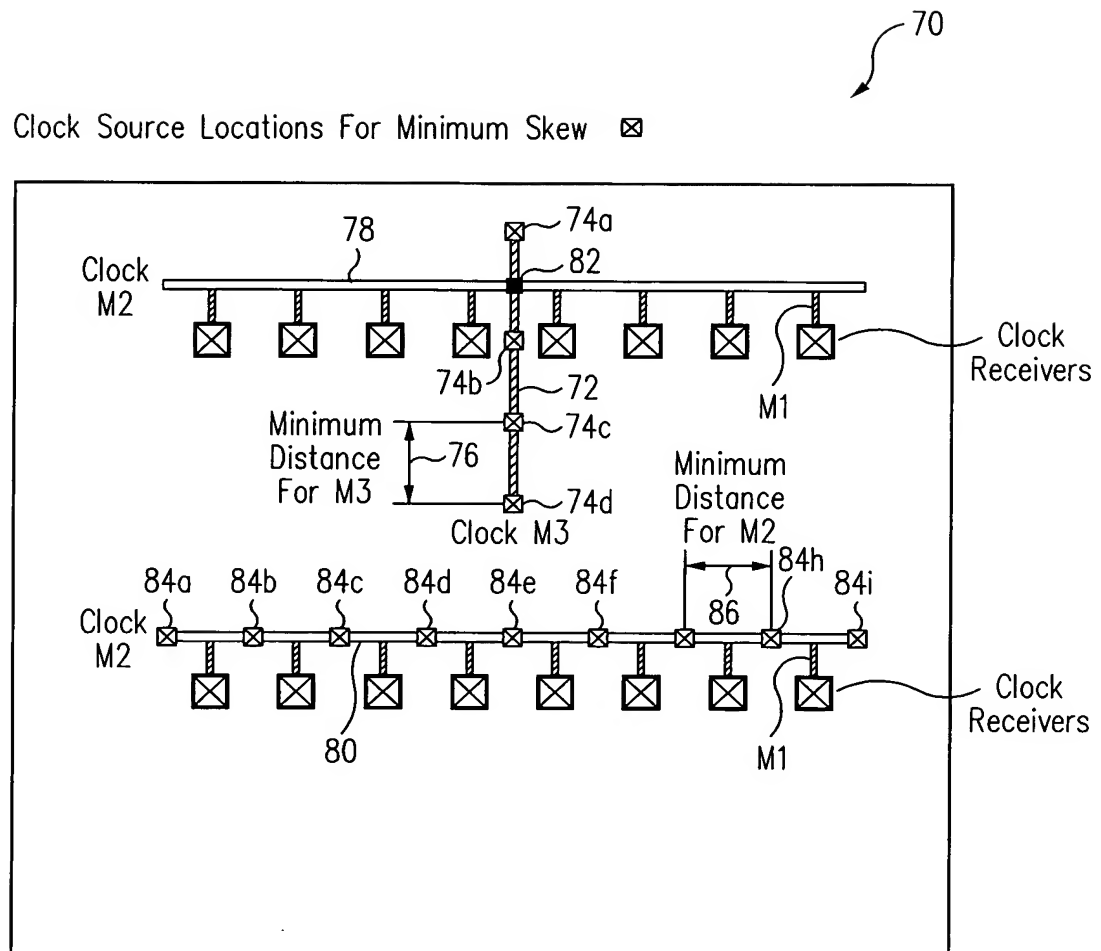 70
Clock Source Locations For Minimum Skew
74a
78
82
Clock
M2
74b
72
Clock
Receivers
M1
74c
Minimum
Distance
For M3
76
74d
Clock M3
Minimum
Distance
For M2
84a
84b
84c
84d
84e
84f
86
84h
84i
Clock
M2
80
M1
Clock
Receivers